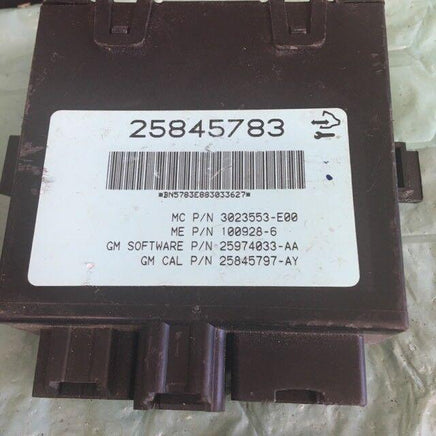 25845783
*BN5783E883033627*
MC P/N 3023553-E00
ME P/N 100928-6
GM SOFTWARE P/N 25974033-AA
GM CAL P/N 25845797-AY